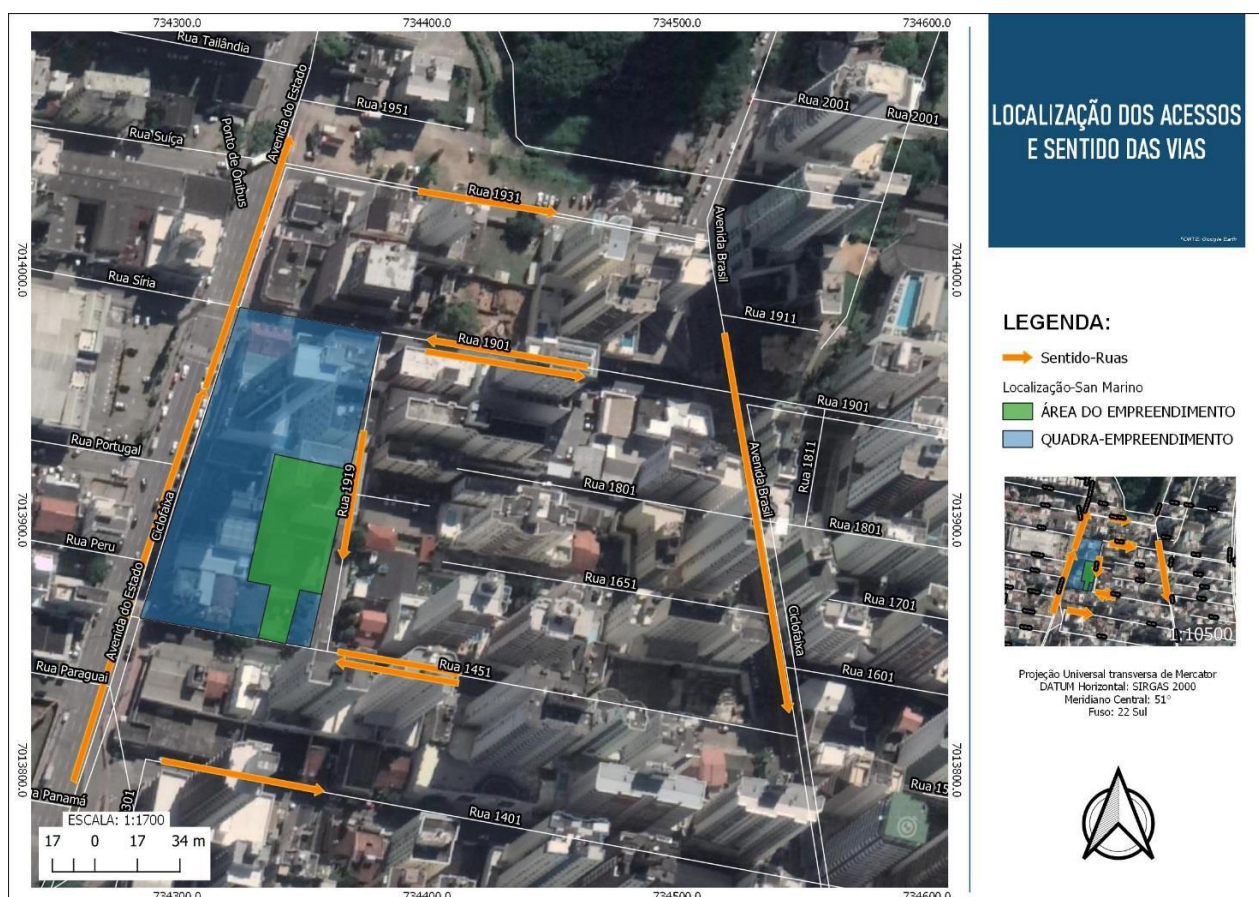 734300.0
734400.0
734500.0
734600.0
Rua Tailândia
Avenida do Estado
Rua 1951
Rua 2001
Rua 2001
Rua Suíça
Ponto de Ônibus
Rua 1931
Avenida Brasil
7014000.0
7014000.0
Rua Síria
Rua 1911
Rua 1901
Rua 1901
Rua Portugal
Rua 1919
Avenida Brasil
Rua 1811
Ciclofaixa
Rua 1801
Rua 1801
7013900.0
7013900.0
Rua Peru
Rua 1651
Rua 1701
Avenida do Estado
Ciclofaixa
Rua Paraguai
Rua 1451
Rua 1601
7013800.0
7013800.0
ua Panamá
301
Rua 1401
Rua 15
ESCALA: 1:1700
17 0 17 34 m
734300.0
734400.0
734500.0
734600.0
LOCALIZAÇÃO DOS ACESSOS
E SENTIDO DAS VIAS
FONTE: Google Earth
LEGENDA:
Sentido-Ruas
Localização-San Marino
ÁREA DO EMPREENDIMENTO
QUADRA-EMPREENDIMENTO
1:10500
Projeção Universal transversa de Mercator
DATUM Horizontal: SIRGAS 2000
Meridiano Central: 51°
Fuso: 22 Sul